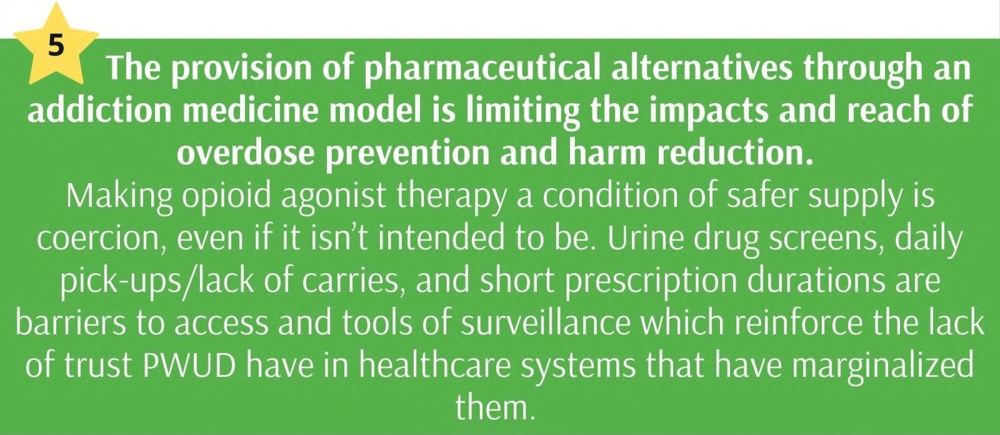 5
The provision of pharmaceutical alternatives through an
addiction medicine model is limiting the impacts and reach of
overdose prevention and harm reduction.
Making opioid agonist therapy a condition of safer supply is
coercion, even if it isn’t intended to be. Urine drug screens, daily
pick-ups/lack of carries, and short prescription durations are
barriers to access and tools of surveillance which reinforce the lack
of trust PWUD have in healthcare systems that have marginalized
them.